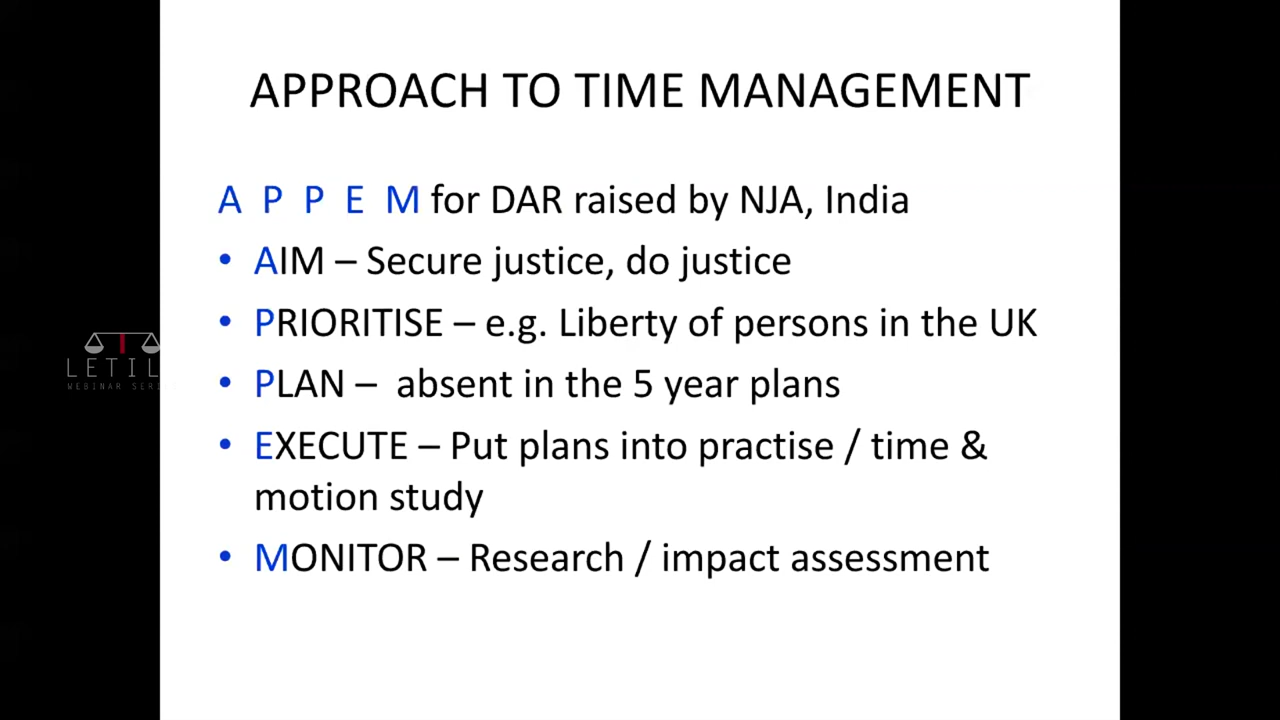 APPROACH TO TIME MANAGEMENT
A P P E M for DAR raised by NJA, India
• AIM – Secure justice, do justice
• PRIORITISE – e.g. Liberty of persons in the UK
• PLAN – absent in the 5 year plans
• EXECUTE – Put plans into practise / time &
motion study
• MONITOR – Research / impact assessment
LETIL
WEBINAR SERI